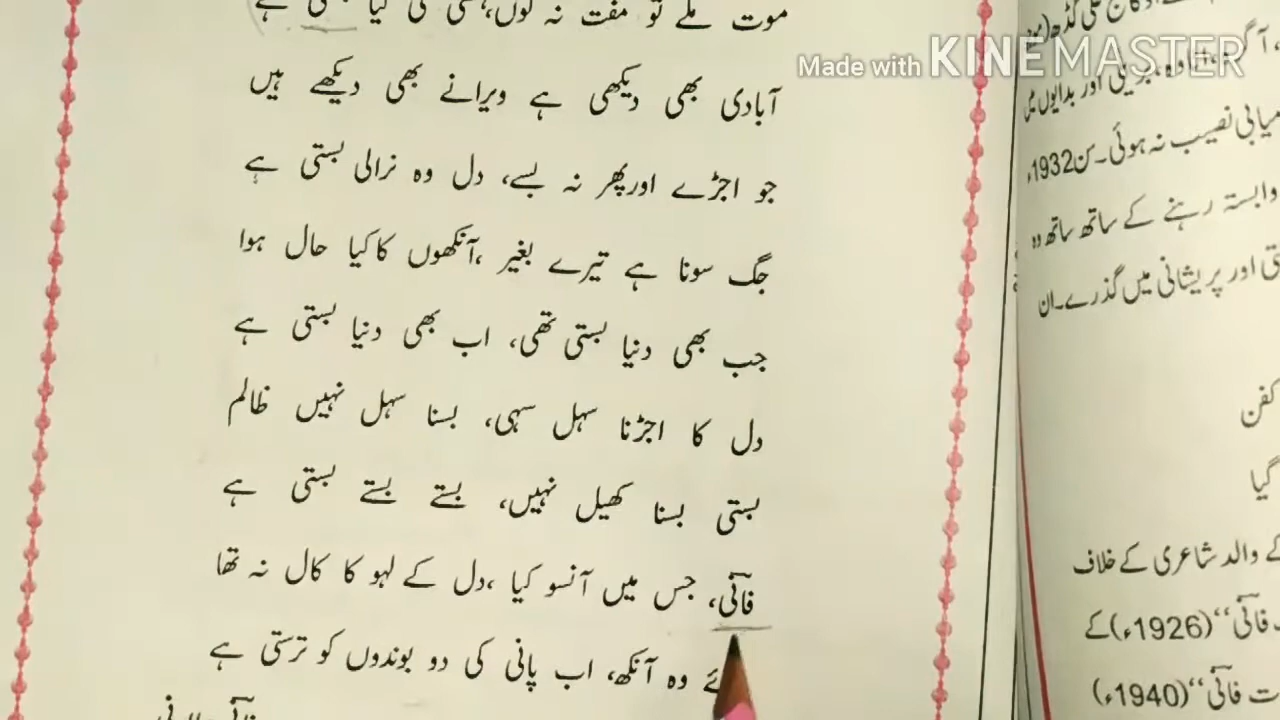 موت ملے تو مفت نہ لوں، ہستی کی کیا ہستی ہے
آبادی بھی دیکھی ہے ویرانے بھی دیکھے ہیں
جو اجڑے اور پھر نہ بسے، دل وہ نرالی بستی ہے
جگ سونا ہے تیرے بغیر، آنکھوں کا کیا حال ہوا
جب بھی دنیا بستی تھی، اب بھی دنیا بستی ہے
دل کا اجڑنا سہل سہی، بسنا سہل نہیں ظالم
بستی بسنا کھیل نہیں، بستے بستے بستی ہے
فانی، جس میں آنسو کیا، دل کے لہو کا کال نہ تھا
وہ آنکھ، اب پانی کی دو بوندوں کو ترستی ہے
Made with KINEMASTER
بریلی اور بدایوں میں
نصیب نہ ہوئی۔ سن 1932ء
وابستہ رہنے کے ساتھ ساتھ وہ
اور پریشانی میں گذرے۔ ان
کفن
گیا
کے والد شاعری کے خلاف
فانی“ (1926ء) کے
ت فانی“ (1940ء)